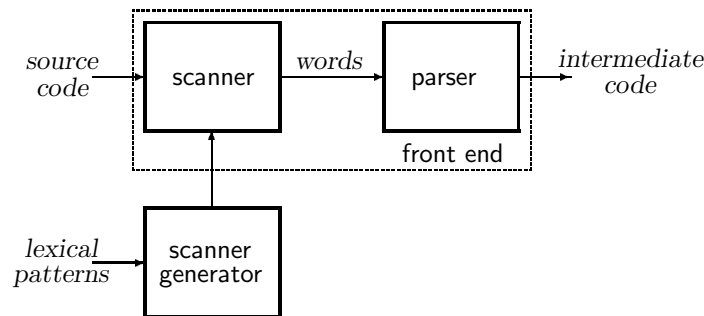 source
code
scanner
words
parser
intermediate
code
front end
lexical
patterns
scanner
generator